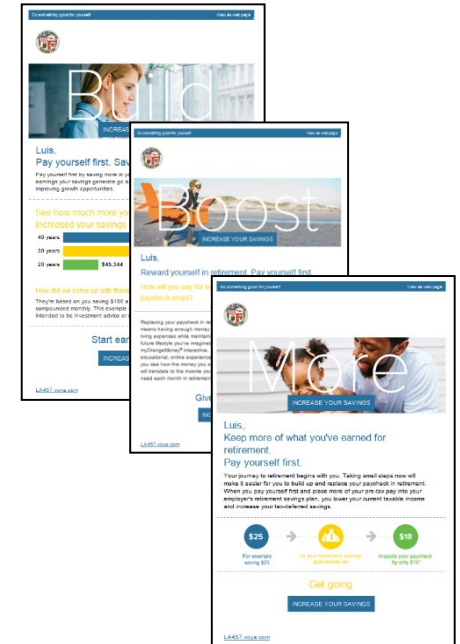 Do something good for yourself
View as web page
Build
INCREAS
Luis,
Pay yourself first. Sav
Pay yourself first by saving more in yo
earnings your savings generate go b
improving growth opportunities.
See how much more yo
increased your savings
40 years
30 years
20 years
$45,344
How did we come up with these
They're based on you saving $100 a
compounded monthly. This example
intended to be investment advice or
Start ear
INCREAS
LA457.voya.com
Do something good for yourself
View as web page
Boost
INCREASE YOUR SAVINGS
Luis,
Reward yourself in retirement. Pay yourself first.
How will you pay for
paycheck stops?
Replacing your paycheck in re
means having enough money
living expenses while maintain
future lifestyle you've imagined
myOrangeMoney® interactive,
educational, online experience
you see how the money you s
will translate to the income you
need each month in retirement
Give
INC
LA457.voya.com
Do something good for yourself
View as web page
More
INCREASE YOUR SAVINGS
Luis,
Keep more of what you've earned for
retirement.
Pay yourself first.
Your journey to retirement begins with you. Taking small steps now will
make it easier for you to build up and replace your paycheck in retirement.
When you pay yourself first and place more of your pre-tax pay into your
employer's retirement savings plan, you lower your current taxable income
and increase your tax-deferred savings.
$25
$18
For example
saving $25
in your retirement savings
plan before tax
Impacts your paycheck
by only $18*
Get going
INCREASE YOUR SAVINGS
LA457.voya.com